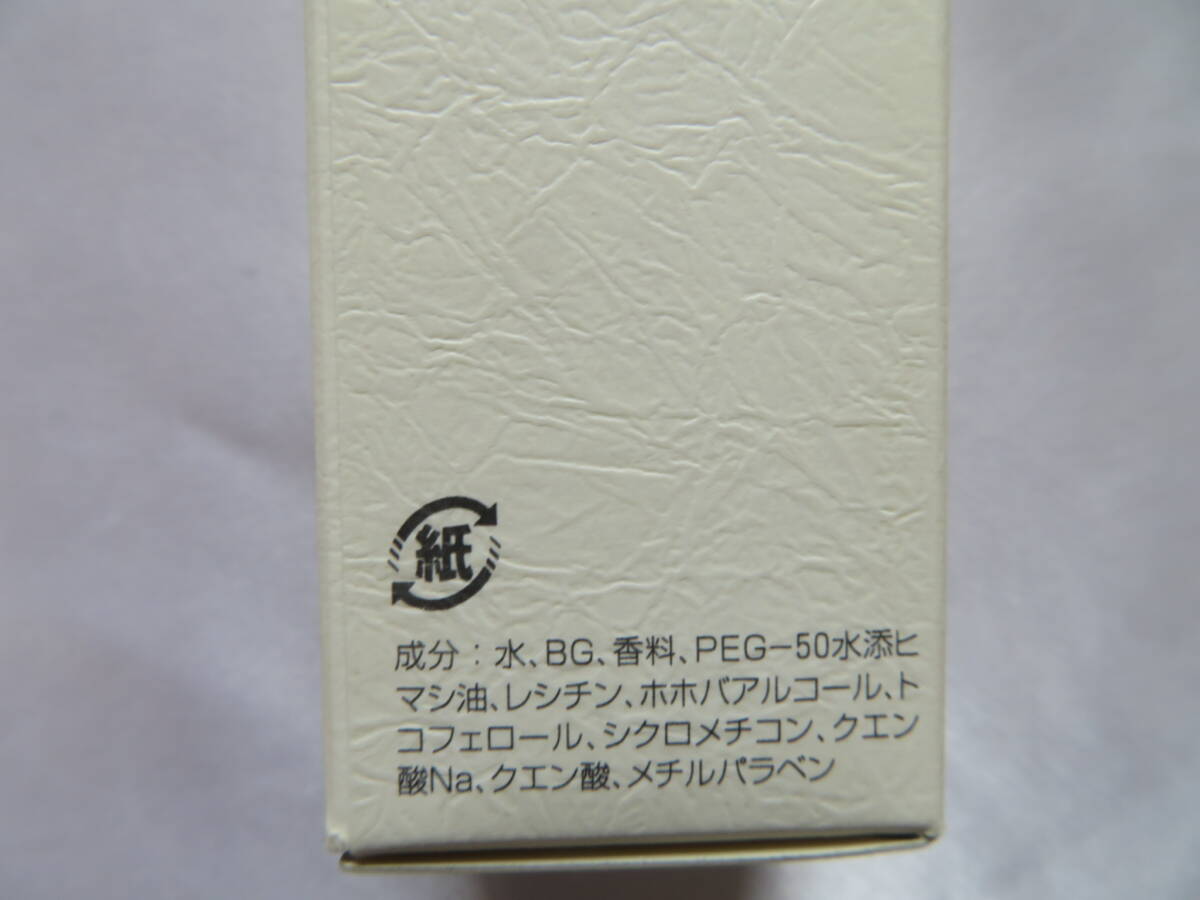 紙
成分：水、BG、香料、PEG−50水添ヒ
マシ油、レシチン、ホホバアルコール、ト
コフェロール、シクロメチコン、クエン
酸Na、クエン酸、メチルパラベン